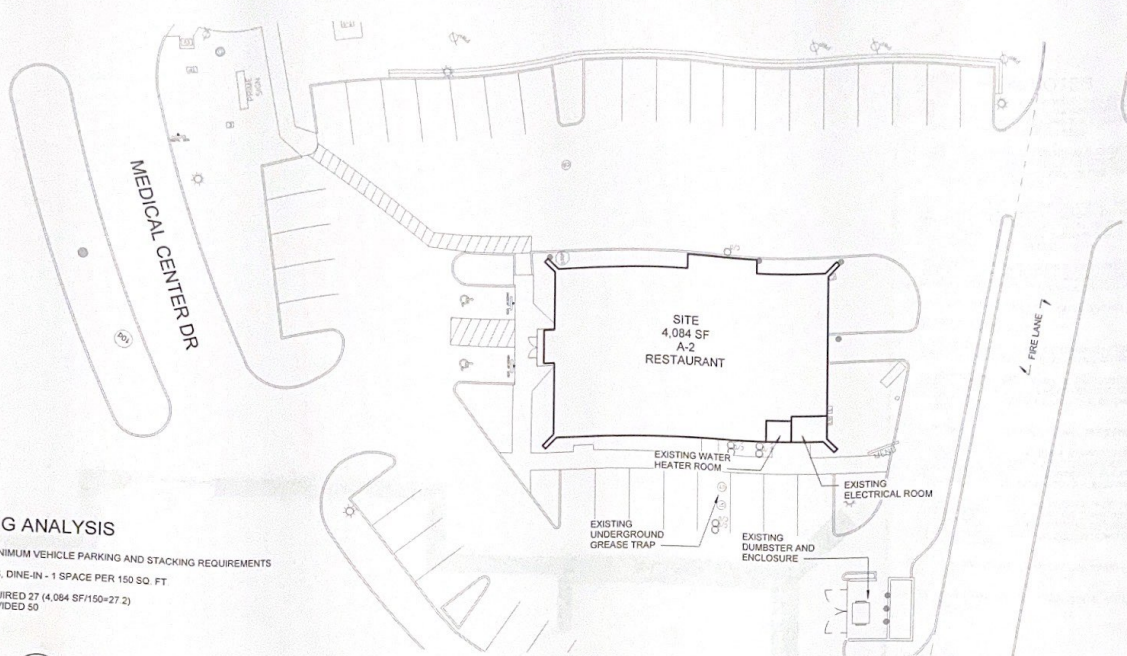 MEDICAL CENTER DR
SITE
4,084 SF
A-2
RESTAURANT
FIRE LANE
EXISTING WATER
HEATER ROOM
EXISTING
ELECTRICAL ROOM
EXISTING
UNDERGROUND
GREASE TRAP
EXISTING
DUMBSTER AND
ENCLOSURE
G ANALYSIS
NIMUM VEHICLE PARKING AND STACKING REQUIREMENTS
, DINE-IN - 1 SPACE PER 150 SQ. FT
UIRED 27 (4,084 SF/150=27.2)
VIDED 50